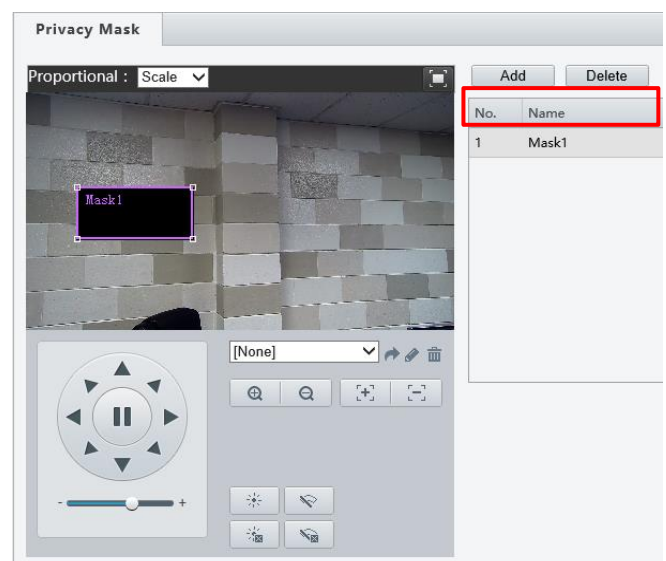 Privacy Mask
Proportional : Scale
Add Delete
No. Name
1 Mask1
Mask1
[None]
- +